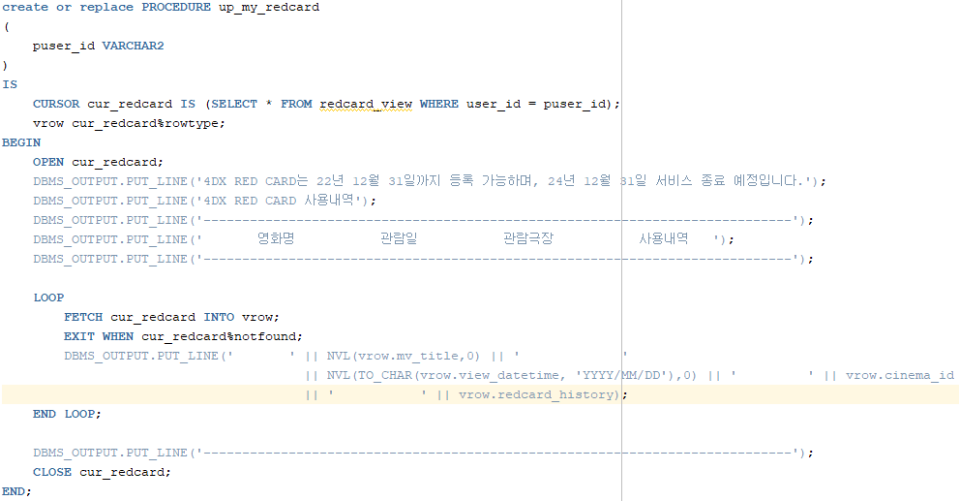 create or replace PROCEDURE up_my_redcard
(
    puser_id VARCHAR2
)
IS
    CURSOR cur_redcard IS (SELECT * FROM redcard_view WHERE user_id = puser_id);
    vrow cur_redcard%rowtype;
BEGIN
    OPEN cur_redcard;
    DBMS_OUTPUT.PUT_LINE('4DX RED CARD는 22년 12월 31일까지 등록 가능하며, 24년 12월 31일 서비스 종료 예정입니다.');
    DBMS_OUTPUT.PUT_LINE('4DX RED CARD 사용내역');
    DBMS_OUTPUT.PUT_LINE('----------------------------------------------------------------------------');
    DBMS_OUTPUT.PUT_LINE('       영화명           관람일           관람극장           사용내역   ');
    DBMS_OUTPUT.PUT_LINE('----------------------------------------------------------------------------');

    LOOP
        FETCH cur_redcard INTO vrow;
        EXIT WHEN cur_redcard%notfound;
        DBMS_OUTPUT.PUT_LINE('       ' || NVL(vrow.mv_title,0) || '             '
                               || NVL(TO_CHAR(vrow.view_datetime, 'YYYY/MM/DD'),0) || '         ' || vrow.cinema_id
                               || '           ' || vrow.redcard_history);
    END LOOP;

    DBMS_OUTPUT.PUT_LINE('----------------------------------------------------------------------------');
    CLOSE cur_redcard;
END;